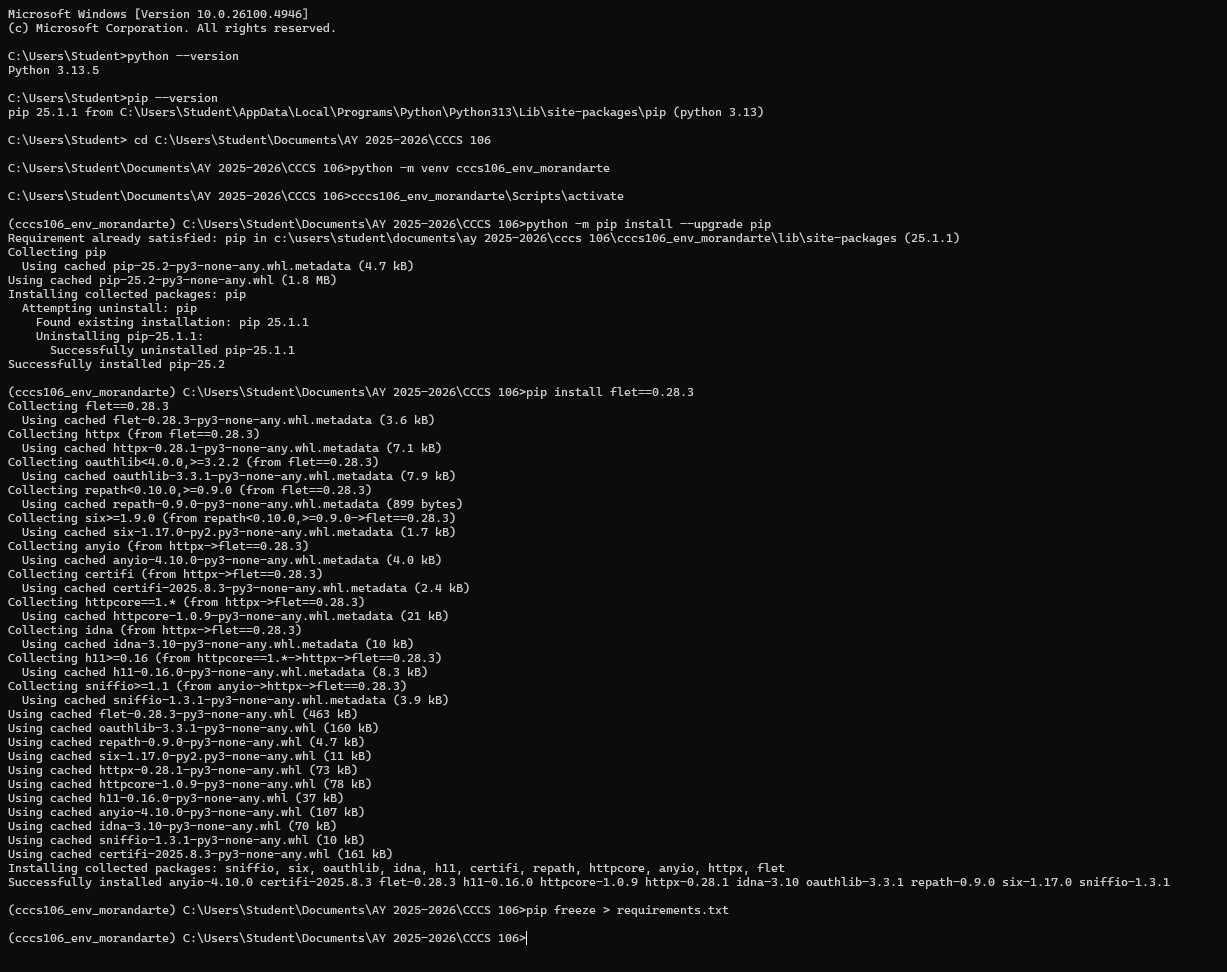 Microsoft Windows [Version 10.0.26100.4946]
(c) Microsoft Corporation. All rights reserved.

C:\Users\Student>python --version
Python 3.13.5

C:\Users\Student>pip --version
pip 25.1.1 from C:\Users\Student\AppData\Local\Programs\Python\Python313\Lib\site-packages\pip (python 3.13)

C:\Users\Student> cd C:\Users\Student\Documents\AY 2025-2026\CCCS 106

C:\Users\Student\Documents\AY 2025-2026\CCCS 106>python -m venv cccs106_env_morandarte

C:\Users\Student\Documents\AY 2025-2026\CCCS 106>cccs106_env_morandarte\Scripts\activate

(cccs106_env_morandarte) C:\Users\Student\Documents\AY 2025-2026\CCCS 106>python -m pip install --upgrade pip
Requirement already satisfied: pip in c:\users\student\documents\ay 2025-2026\cccs 106\cccs106_env_morandarte\lib\site-packages (25.1.1)
Collecting pip
  Using cached pip-25.2-py3-none-any.whl.metadata (4.7 kB)
Using cached pip-25.2-py3-none-any.whl (1.8 MB)
Installing collected packages: pip
  Attempting uninstall: pip
    Found existing installation: pip 25.1.1
    Uninstalling pip-25.1.1:
      Successfully uninstalled pip-25.1.1
Successfully installed pip-25.2

(cccs106_env_morandarte) C:\Users\Student\Documents\AY 2025-2026\CCCS 106>pip install flet==0.28.3
Collecting flet==0.28.3
  Using cached flet-0.28.3-py3-none-any.whl.metadata (3.6 kB)
Collecting httpx (from flet==0.28.3)
  Using cached httpx-0.28.1-py3-none-any.whl.metadata (7.1 kB)
Collecting oauthlib<4.0.0,>=3.2.2 (from flet==0.28.3)
  Using cached oauthlib-3.3.1-py3-none-any.whl.metadata (7.9 kB)
Collecting repath<0.10.0,>=0.9.0 (from flet==0.28.3)
  Using cached repath-0.9.0-py3-none-any.whl.metadata (899 bytes)
Collecting six>=1.9.0 (from repath<0.10.0,>=0.9.0->flet==0.28.3)
  Using cached six-1.17.0-py2.py3-none-any.whl.metadata (1.7 kB)
Collecting anyio (from httpx->flet==0.28.3)
  Using cached anyio-4.10.0-py3-none-any.whl.metadata (4.0 kB)
Collecting certifi (from httpx->flet==0.28.3)
  Using cached certifi-2025.8.3-py3-none-any.whl.metadata (2.4 kB)
Collecting httpcore==1.* (from httpx->flet==0.28.3)
  Using cached httpcore-1.0.9-py3-none-any.whl.metadata (21 kB)
Collecting idna (from httpx->flet==0.28.3)
  Using cached idna-3.10-py3-none-any.whl.metadata (10 kB)
Collecting h11>=0.16 (from httpcore==1.*->httpx->flet==0.28.3)
  Using cached h11-0.16.0-py3-none-any.whl.metadata (8.3 kB)
Collecting sniffio>=1.1 (from anyio->httpx->flet==0.28.3)
  Using cached sniffio-1.3.1-py3-none-any.whl.metadata (3.9 kB)
Using cached flet-0.28.3-py3-none-any.whl (463 kB)
Using cached oauthlib-3.3.1-py3-none-any.whl (160 kB)
Using cached repath-0.9.0-py3-none-any.whl (4.7 kB)
Using cached six-1.17.0-py2.py3-none-any.whl (11 kB)
Using cached httpx-0.28.1-py3-none-any.whl (73 kB)
Using cached httpcore-1.0.9-py3-none-any.whl (78 kB)
Using cached h11-0.16.0-py3-none-any.whl (37 kB)
Using cached anyio-4.10.0-py3-none-any.whl (107 kB)
Using cached idna-3.10-py3-none-any.whl (70 kB)
Using cached sniffio-1.3.1-py3-none-any.whl (10 kB)
Using cached certifi-2025.8.3-py3-none-any.whl (161 kB)
Installing collected packages: sniffio, six, oauthlib, idna, h11, certifi, repath, httpcore, anyio, httpx, flet
Successfully installed anyio-4.10.0 certifi-2025.8.3 flet-0.28.3 h11-0.16.0 httpcore-1.0.9 httpx-0.28.1 idna-3.10 oauthlib-3.3.1 repath-0.9.0 six-1.17.0 sniffio-1.3.1

(cccs106_env_morandarte) C:\Users\Student\Documents\AY 2025-2026\CCCS 106>pip freeze > requirements.txt

(cccs106_env_morandarte) C:\Users\Student\Documents\AY 2025-2026\CCCS 106>